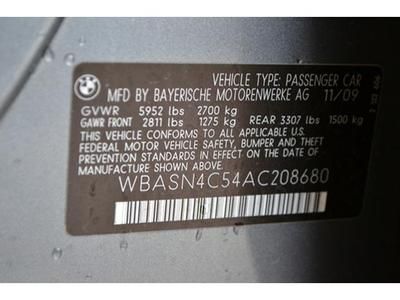 BMW
VEHICLE TYPE: PASSENGER CAR
MFD BY BAYERISCHE MOTORENWERKE AG 11/09
GVWR 5952 lbs 2700 kg
GAWR FRONT 2811 lbs 1275 kg REAR 3307 lbs 1500 kg
THIS VEHICLE CONFORMS TO ALL APPLICABLE U.S.
FEDERAL MOTOR VEHICLE SAFETY, BUMPER AND THEFT
PREVENTION STANDARDS IN EFFECT ON THE DATE OF
MANUFACTURE SHOWN ABOVE.
WBASN4C54AC208680